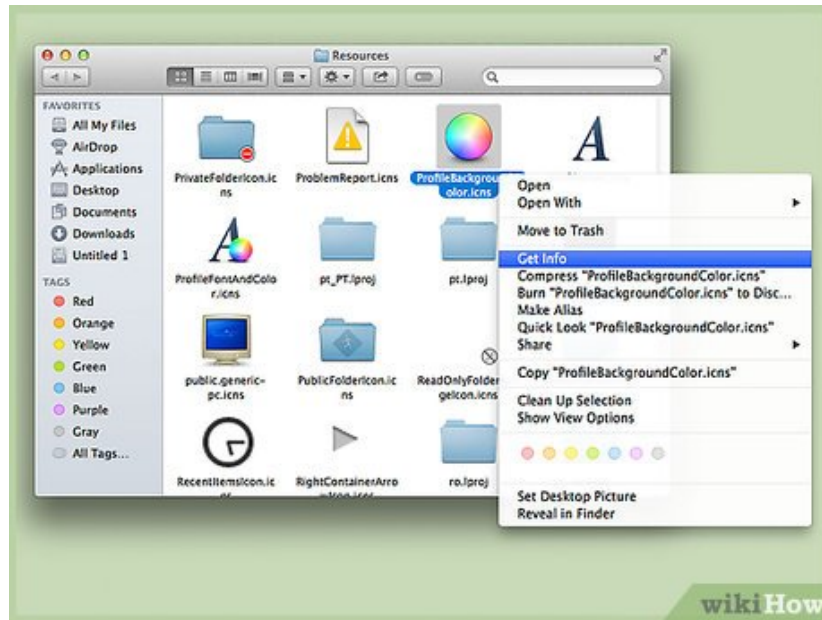 Resources
FAVORITES
All My Files
AirDrop
Applications
Desktop
Documents
Downloads
Untitled 1
TAGS
Red
Orange
Yellow
Green
Blue
Purple
Gray
All Tags...
PrivateFolderIcon.ic
ns
ProblemReport.icns
ProfileBackground
olor.icns
ProfileFontAndColo
r.icns
pt_PT.lproj
pt.lproj
public.generic-
pc.icns
PublicFolderIcon.ic
ns
ReadOnlyFolder
geIcon.icns
RecentItemsIcon.ic
RightContainerArro
ro.lproj
Open
Open With
Move to Trash
Get Info
Compress "ProfileBackgroundColor.icns"
Burn "ProfileBackgroundColor.icns" to Disc...
Make Alias
Quick Look "ProfileBackgroundColor.icns"
Share
Copy "ProfileBackgroundColor.icns"
Clean Up Selection
Show View Options
Set Desktop Picture
Reveal in Finder
wikiHow